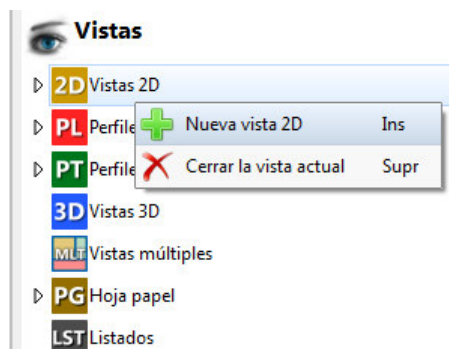 Vistas
2D Vistas 2D
Nueva vista 2D Ins
PL Perfile
Cerrar la vista actual Supr
PT Perfile
3D Vistas 3D
MLT Vistas múltiples
PG Hoja papel
LST Listados